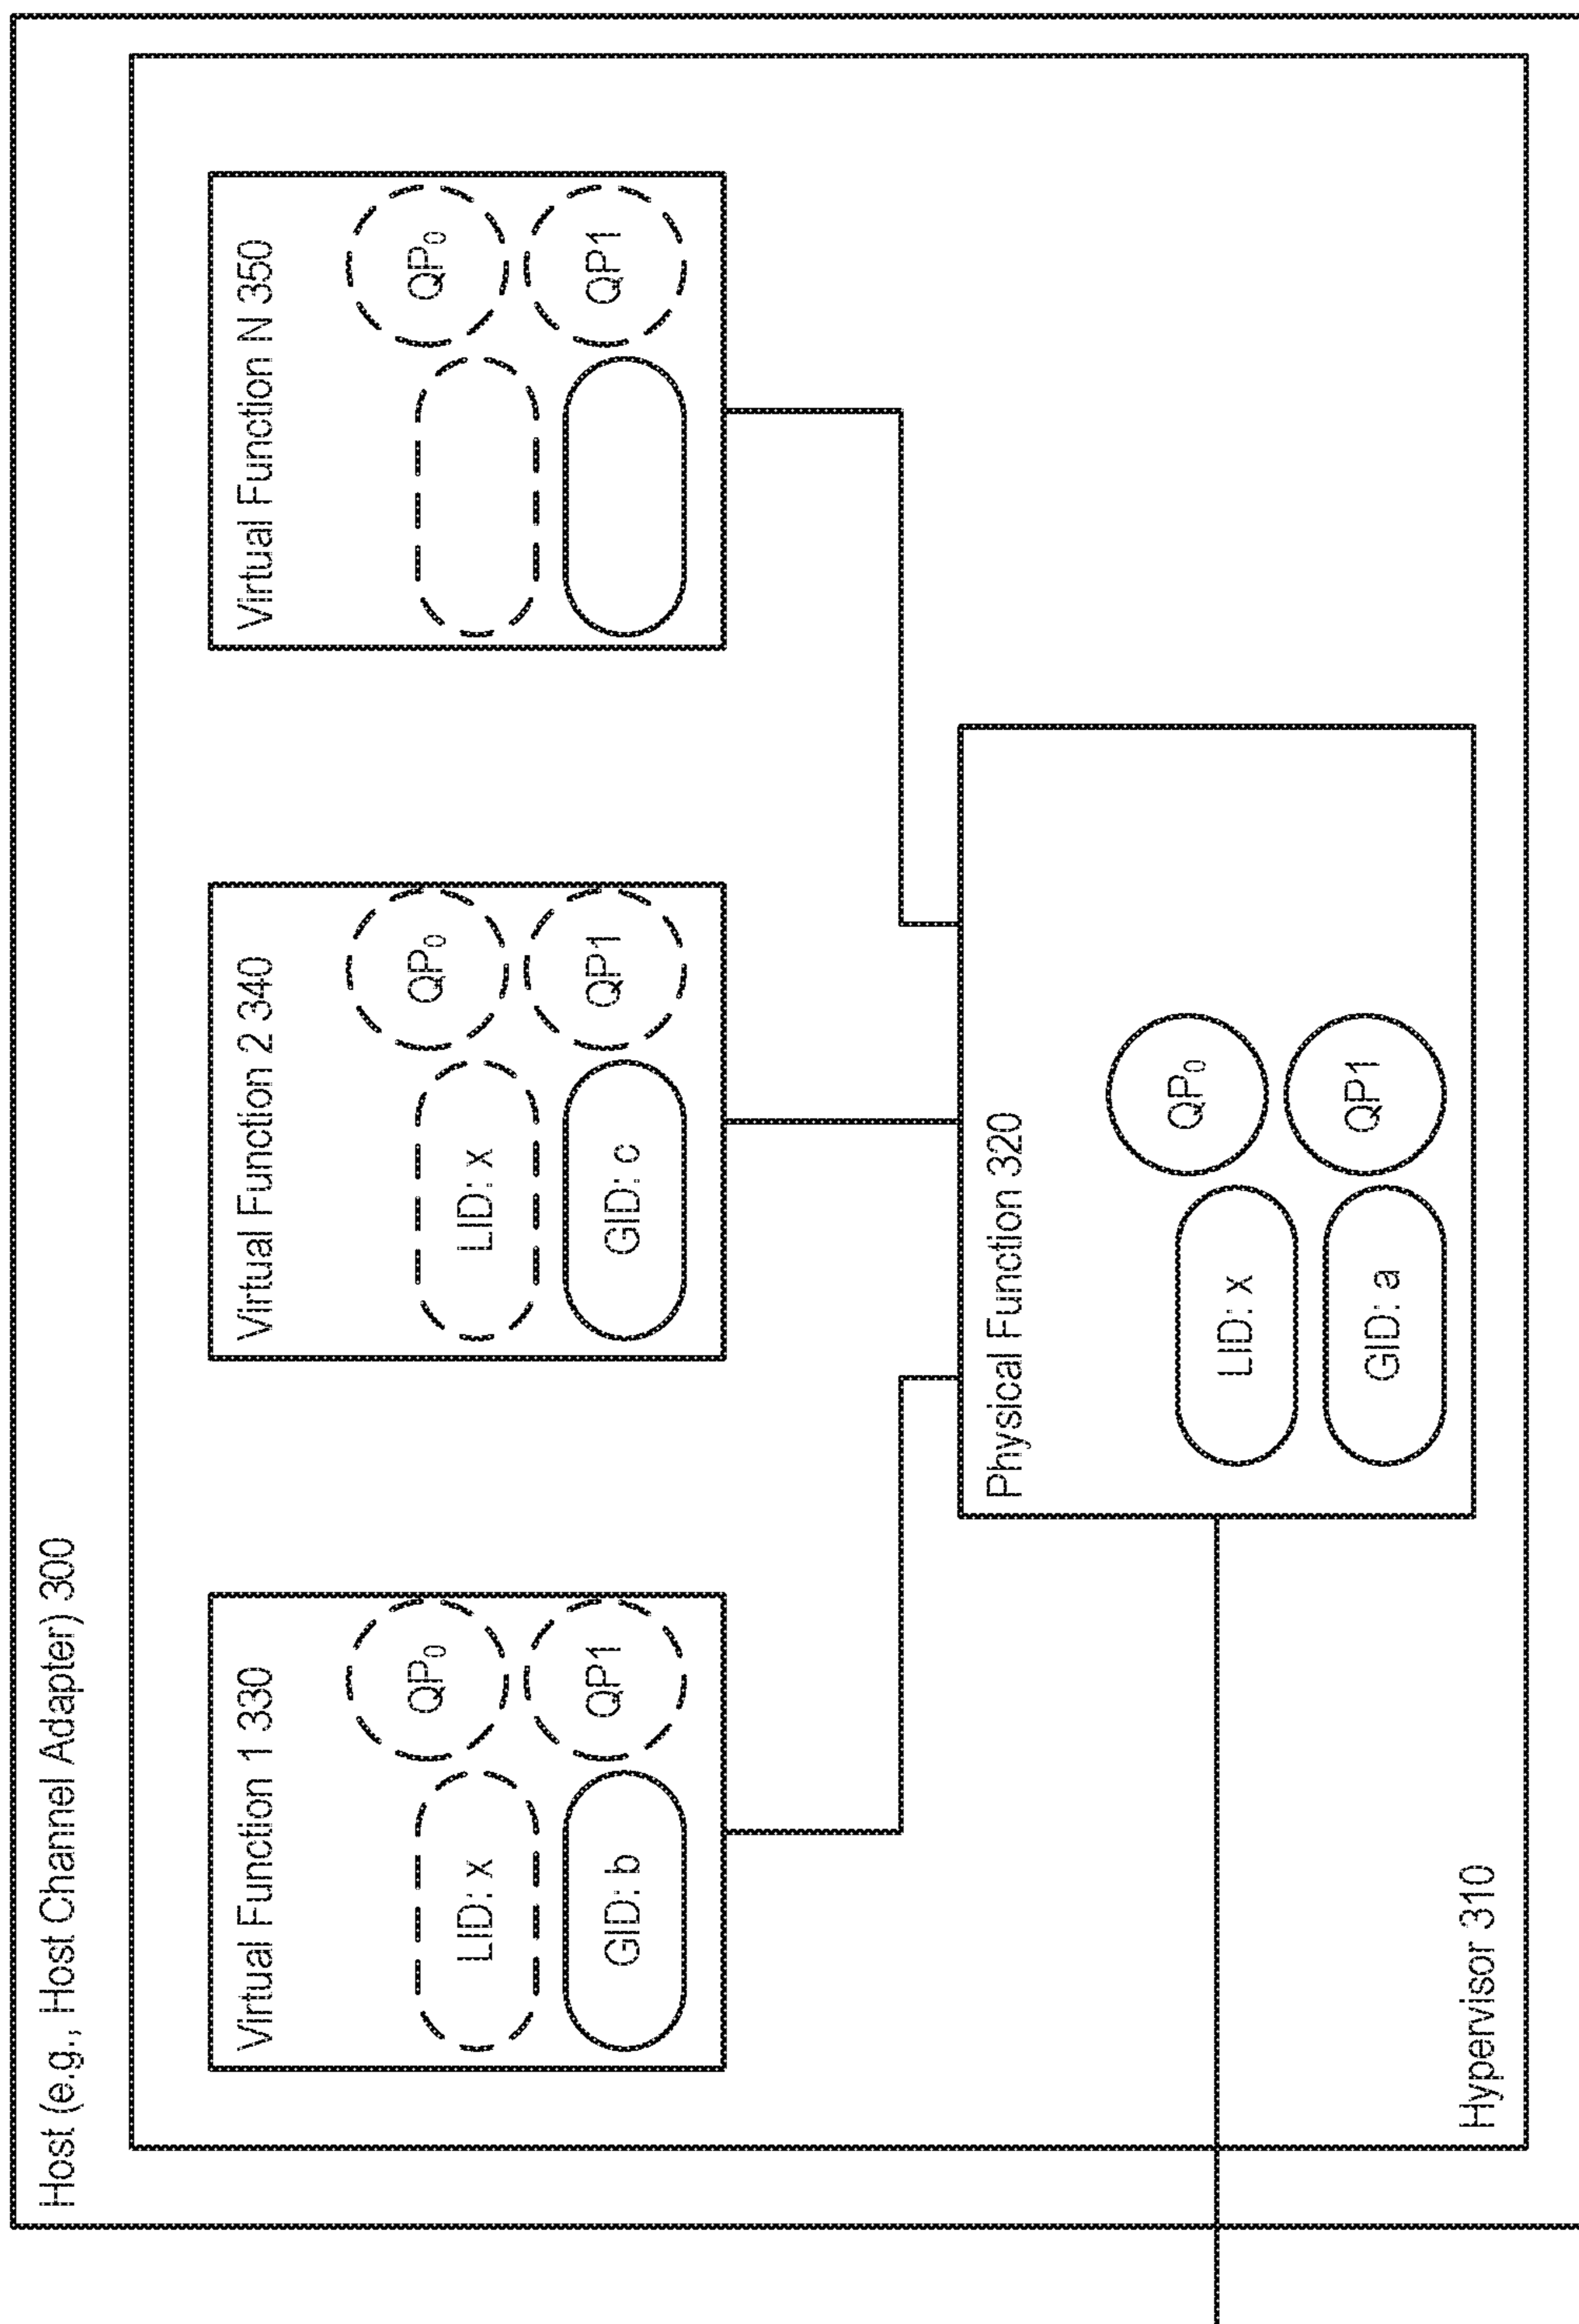 Host (e.g., Host Channel Adapter) 300
Virtual Function 1 330
QP0
LID: x
QP1
GID: b
Virtual Function 2 340
QP0
LID: x
QP1
GID: c
Virtual Function N 350
QP0
QP1
Physical Function 320
QP0
LID: x
QP1
GID: a
Hypervisor 310